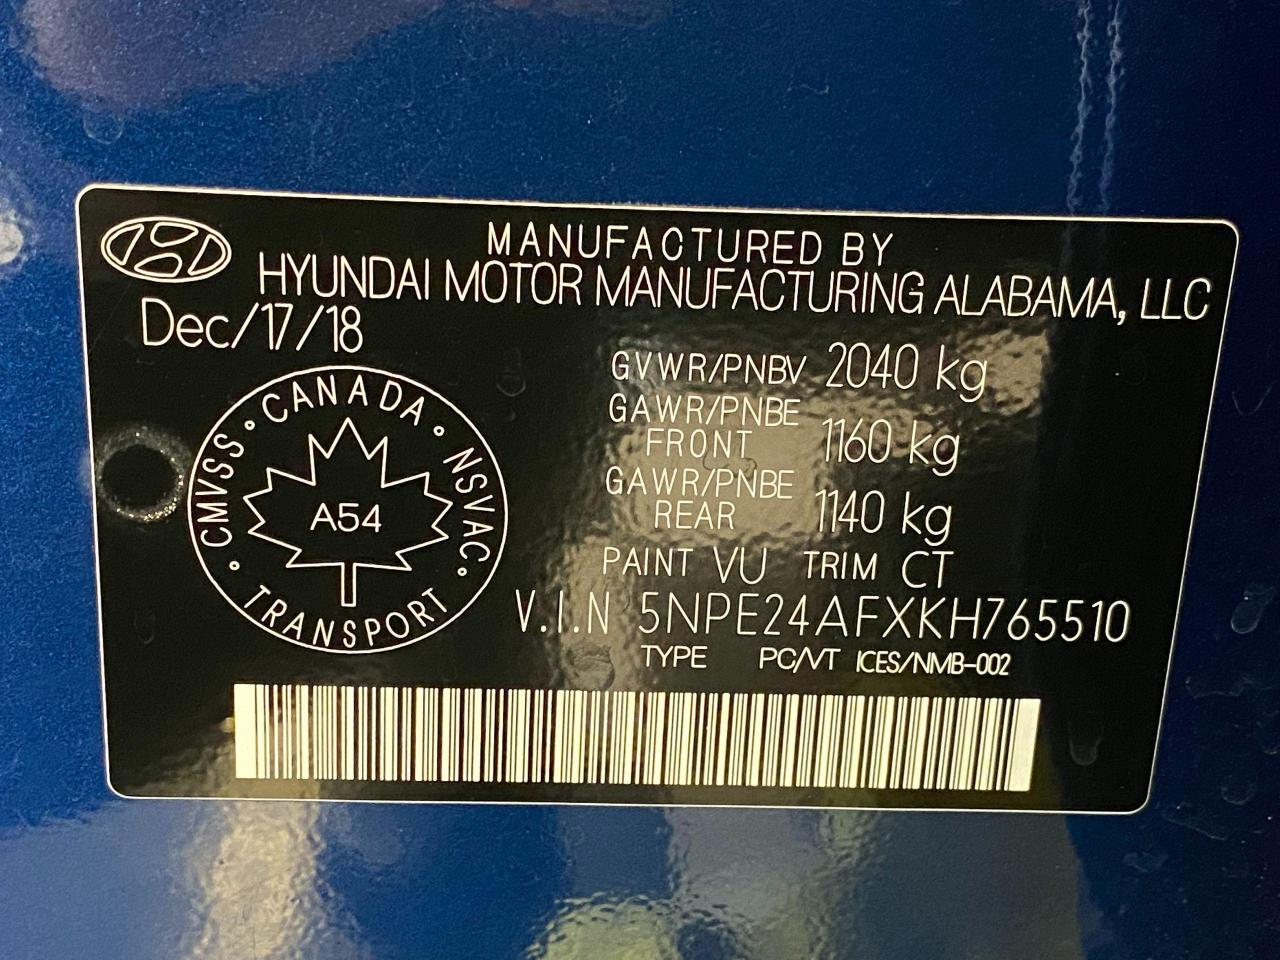 MANUFACTURED BY
HYUNDAI MOTOR MANUFACTURING ALABAMA, LLC
Dec/17/18
GVWR/PNBV 2040 kg
GAWR/PNBE FRONT 1160 kg
GAWR/PNBE REAR 1140 kg
PAINT VU TRIM CT
V.I.N 5NPE24AFXKH765510
TYPE PC/VT ICES/NMB-002
CMVSS • CANADA • NSVAC •
TRANSPORT
A54